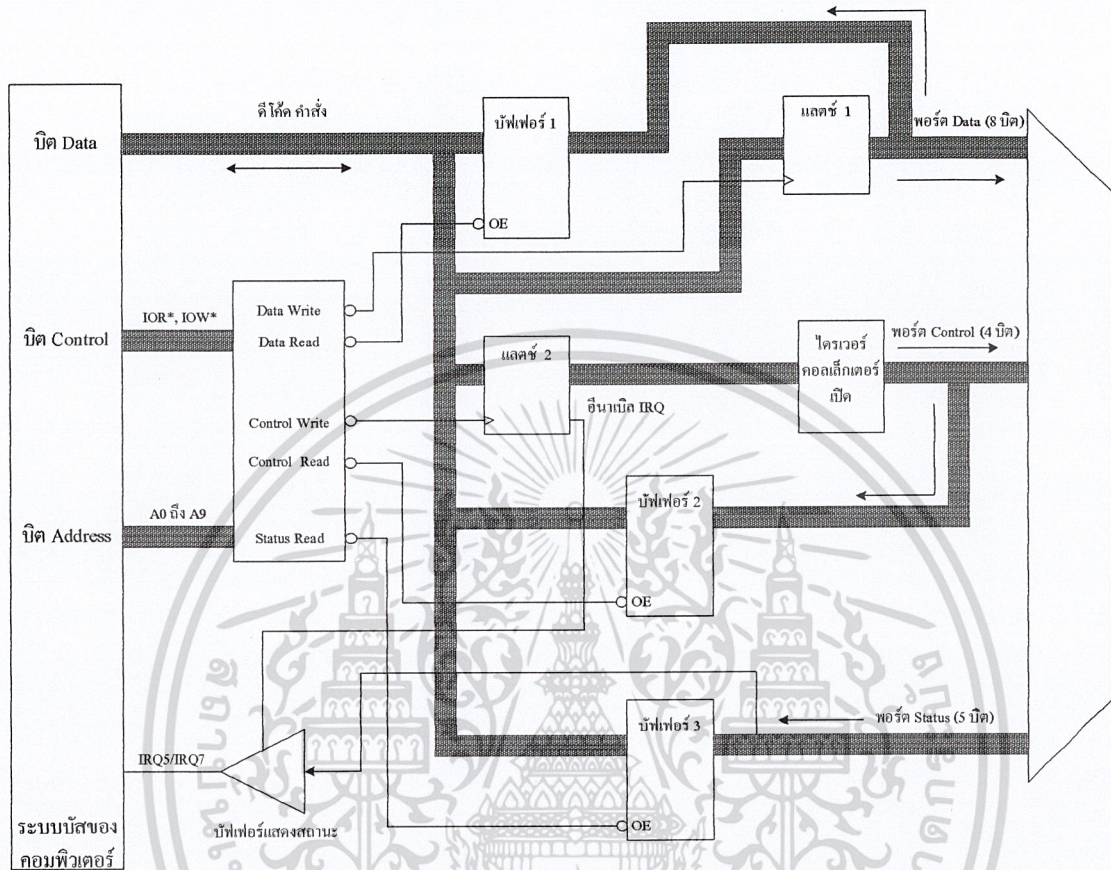 ดีโค้ด คำสั่ง
บัฟเฟอร์ 1
แลตช์ 1
พอร์ต Data (8 บิต)
บิต Data
OE
IOR*, IOW*
Data Write
บิต Control
Data Read
แลตช์ 2
ไดรเวอร์
คอลเล็กเตอร์
เปิด
พอร์ต Control (4 บิต)
อีนาเบิล IRQ
Control Write
Control Read
บัฟเฟอร์ 2
A0 ถึง A9
บิต Address
Status Read
OE
บัฟเฟอร์ 3
พอร์ต Status (5 บิต)
IRQ5/IRQ7
บัฟเฟอร์แสดงสถานะ
OE
ระบบบัสของ
คอมพิวเตอร์